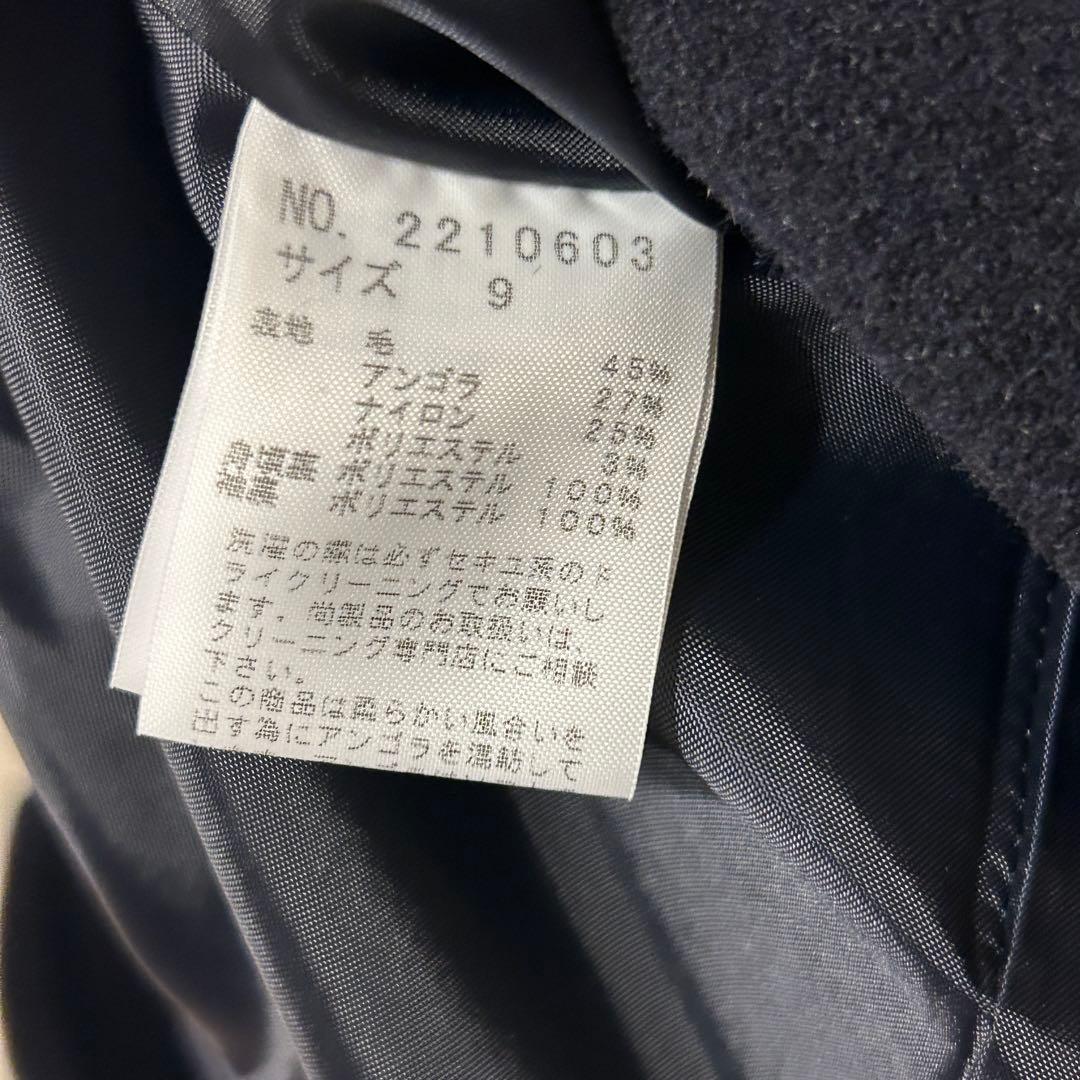 NO. 2210603
サイズ 9
表地 毛 45%
アンゴラ 27%
ナイロン 25%
ポリエステル 3%
ポリエステル 100%
ポリエステル 100%
洗濯の際は必ずセキユ系のド
ライクリーニングでお願いし
ます。尚製品のお取扱いは、
クリーニング専門店にご相談
下さい。
この商品は柔らかい風合いを
出す為にアンゴラを混紡して